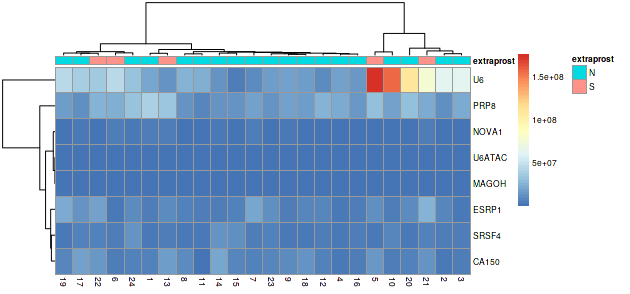 extraprost
U6
PRP8
NOVA1
U6ATAC
MAGOH
ESRP1
SRSF4
CA150
19 17 22 6 24 1 13 8 11 14 15 7 23 9 18 12 4 16 5 10 20 21 2 3
1.5e+08
1e+08
5e+07
extraprost
N
S